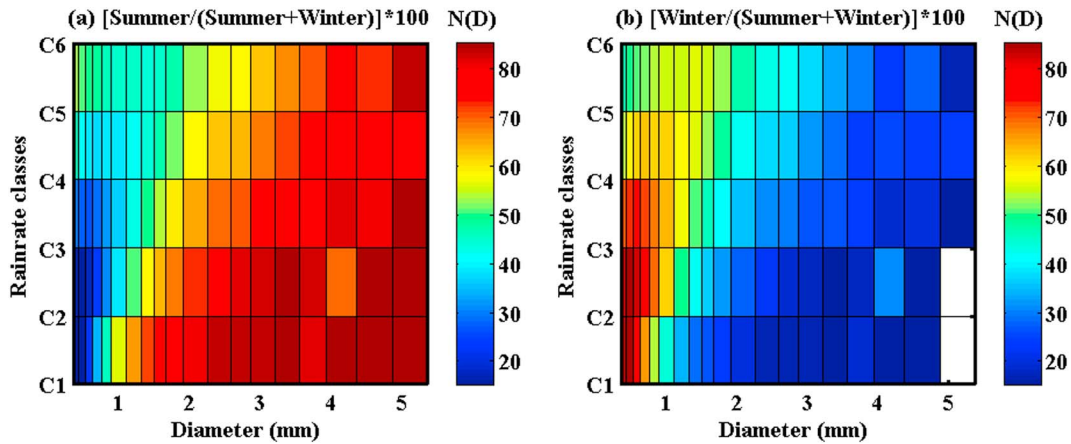 (a) [Summer/(Summer+Winter)]*100 N(D)
C6
C5
C4
C3
C2
C1
Rainrate classes
1 2 3 4 5
Diameter (mm)
80
70
60
50
40
30
20
(b) [Winter/(Summer+Winter)]*100 N(D)
C6
C5
C4
C3
C2
C1
Rainrate classes
1 2 3 4 5
Diameter (mm)
80
70
60
50
40
30
20